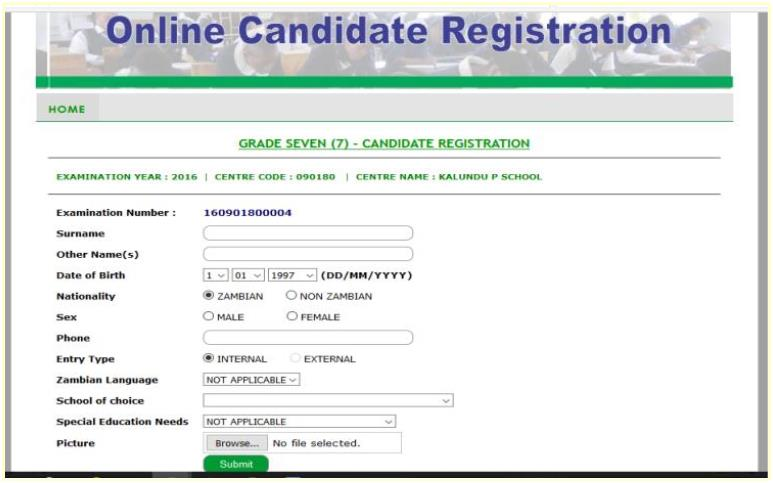 Online Candidate Registration
HOME
GRADE SEVEN (7) - CANDIDATE REGISTRATION
EXAMINATION YEAR : 2016 | CENTRE CODE : 090180 | CENTRE NAME : KALUNDU P SCHOOL
Examination Number : 160901800004
Surname
Other Name(s)
Date of Birth 1 01 1997 (DD/MM/YYYY)
Nationality ZAMBIAN NON ZAMBIAN
Sex MALE FEMALE
Phone
Entry Type INTERNAL EXTERNAL
Zambian Language NOT APPLICABLE
School of choice
Special Education Needs NOT APPLICABLE
Picture Browse... No file selected.
Submit